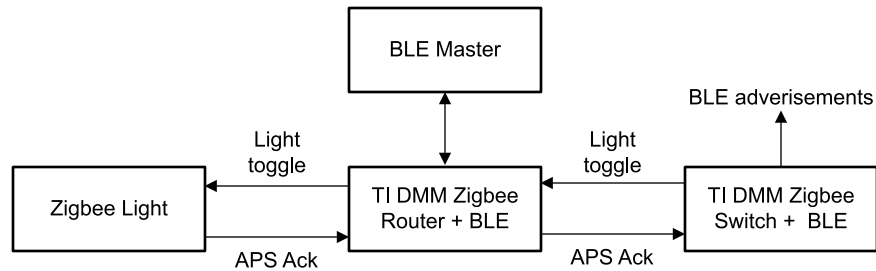 BLE Master
BLE adverisements
Light
toggle
Light
toggle
Zigbee Light
TI DMM Zigbee
Router + BLE
TI DMM Zigbee
Switch + BLE
APS Ack
APS Ack